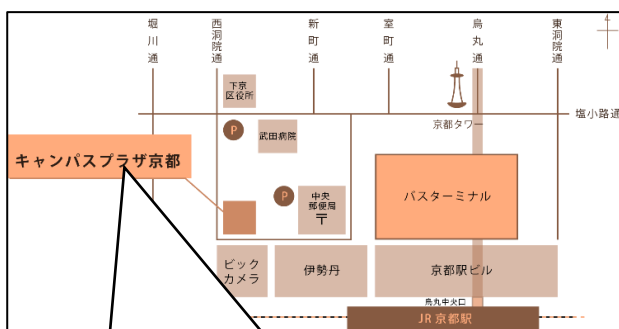 堀川通
西洞院通
新町通
室町通
烏丸通
東洞院通
下京
区役所
塩小路通
京都タワー
P
武田病院
キャンパスプラザ京都
P
中央
郵便局
〒
バスターミナル
ビック
カメラ
伊勢丹
京都駅ビル
烏丸中央口
JR 京都駅